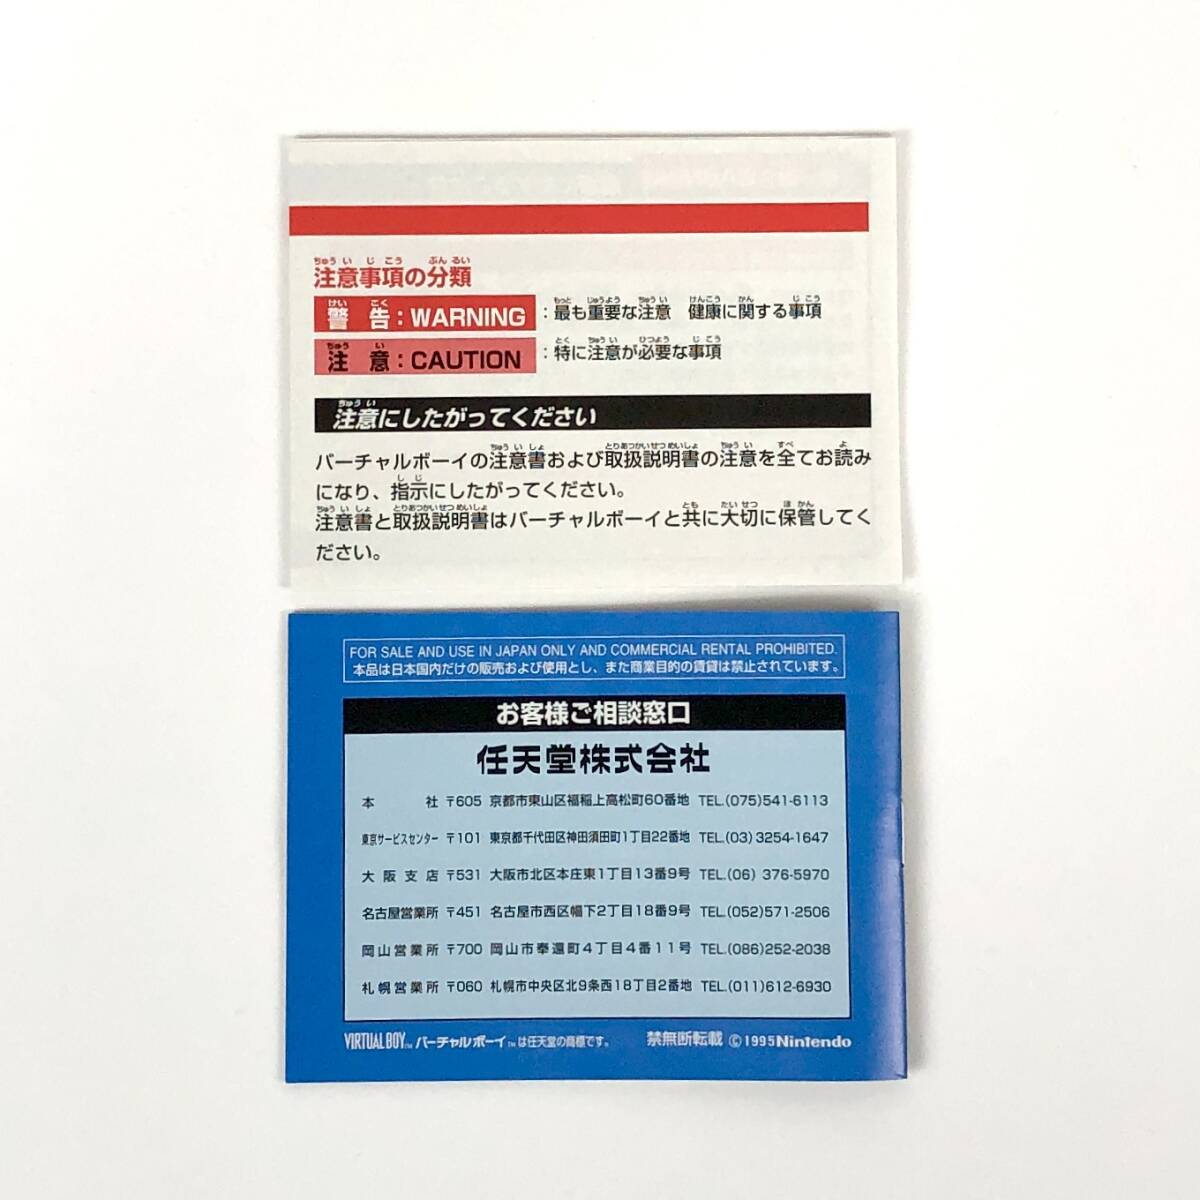 注意事項の分類
警告：WARNING ：最も重要な注意 健康に関する事項
注意：CAUTION ：特に注意が必要な事項
注意にしたがってください
バーチャルボーイの注意書および取扱説明書の注意を全てお読み
になり、指示にしたがってください。
注意書と取扱説明書はバーチャルボーイと共に大切に保管してく
ださい。
FOR SALE AND USE IN JAPAN ONLY AND COMMERCIAL RENTAL PROHIBITED.
本品は日本国内だけの販売および使用とし、また商業目的の賃貸は禁止されています。
お客様ご相談窓口
任天堂株式会社
本社 〒605 京都市東山区福稲上高松町60番地 TEL.(075)541-6113
東京サービスセンター 〒101 東京都千代田区神田須田町1丁目22番地 TEL.(03)3254-1647
大阪支店 〒531 大阪市北区本庄東1丁目13番9号 TEL.(06)376-5970
名古屋営業所 〒451 名古屋市西区幅下2丁目18番9号 TEL.(052)571-2506
岡山営業所 〒700 岡山市奉還町4丁目4番11号 TEL.(086)252-2038
札幌営業所 〒060 札幌市中央区北9条西18丁目2番地 TEL.(011)612-6930
VIRTUAL BOY™ バーチャルボーイ™は任天堂の商標です。 禁無断転載 ©1995 Nintendo